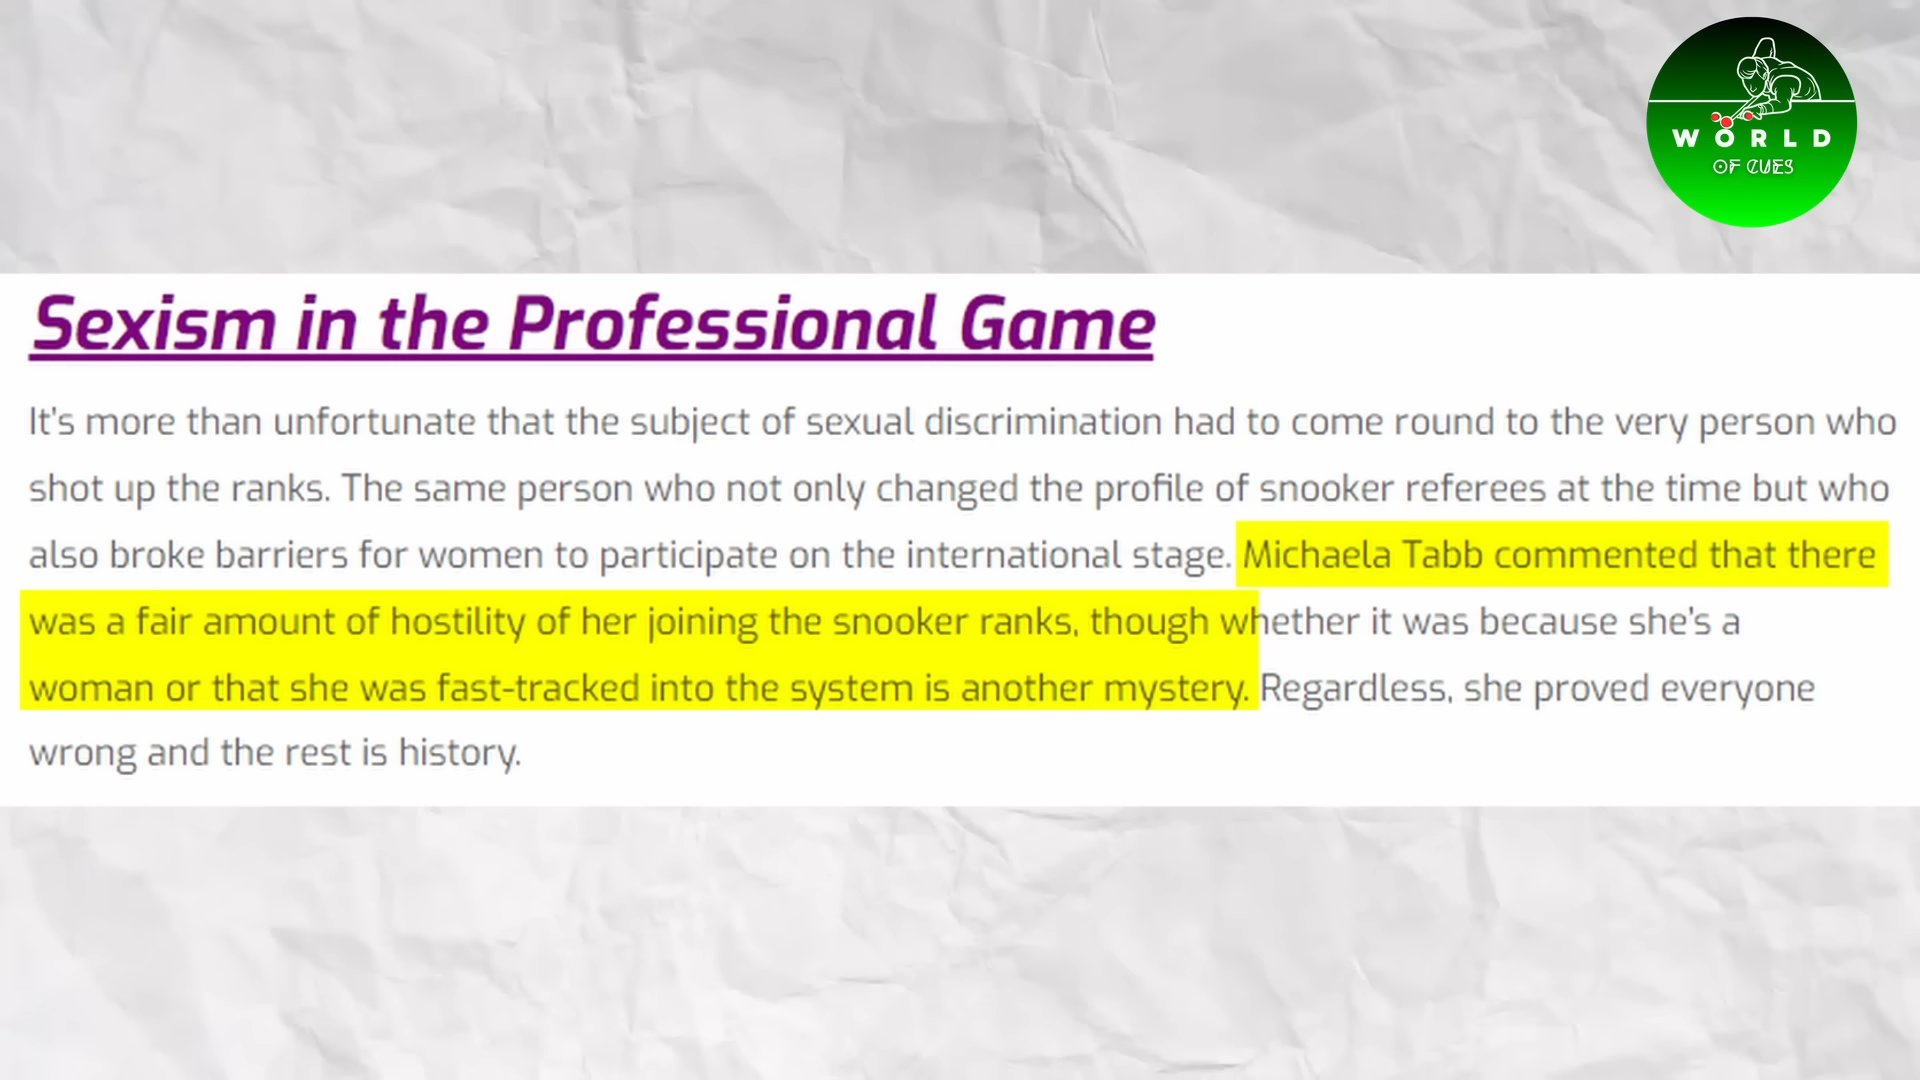 WORLD
OF CUES
Sexism in the Professional Game
It's more than unfortunate that the subject of sexual discrimination had to come round to the very person who
shot up the ranks. The same person who not only changed the profile of snooker referees at the time but who
also broke barriers for women to participate on the international stage. Michaela Tabb commented that there
was a fair amount of hostility of her joining the snooker ranks, though whether it was because she's a
woman or that she was fast-tracked into the system is another mystery. Regardless, she proved everyone
wrong and the rest is history.